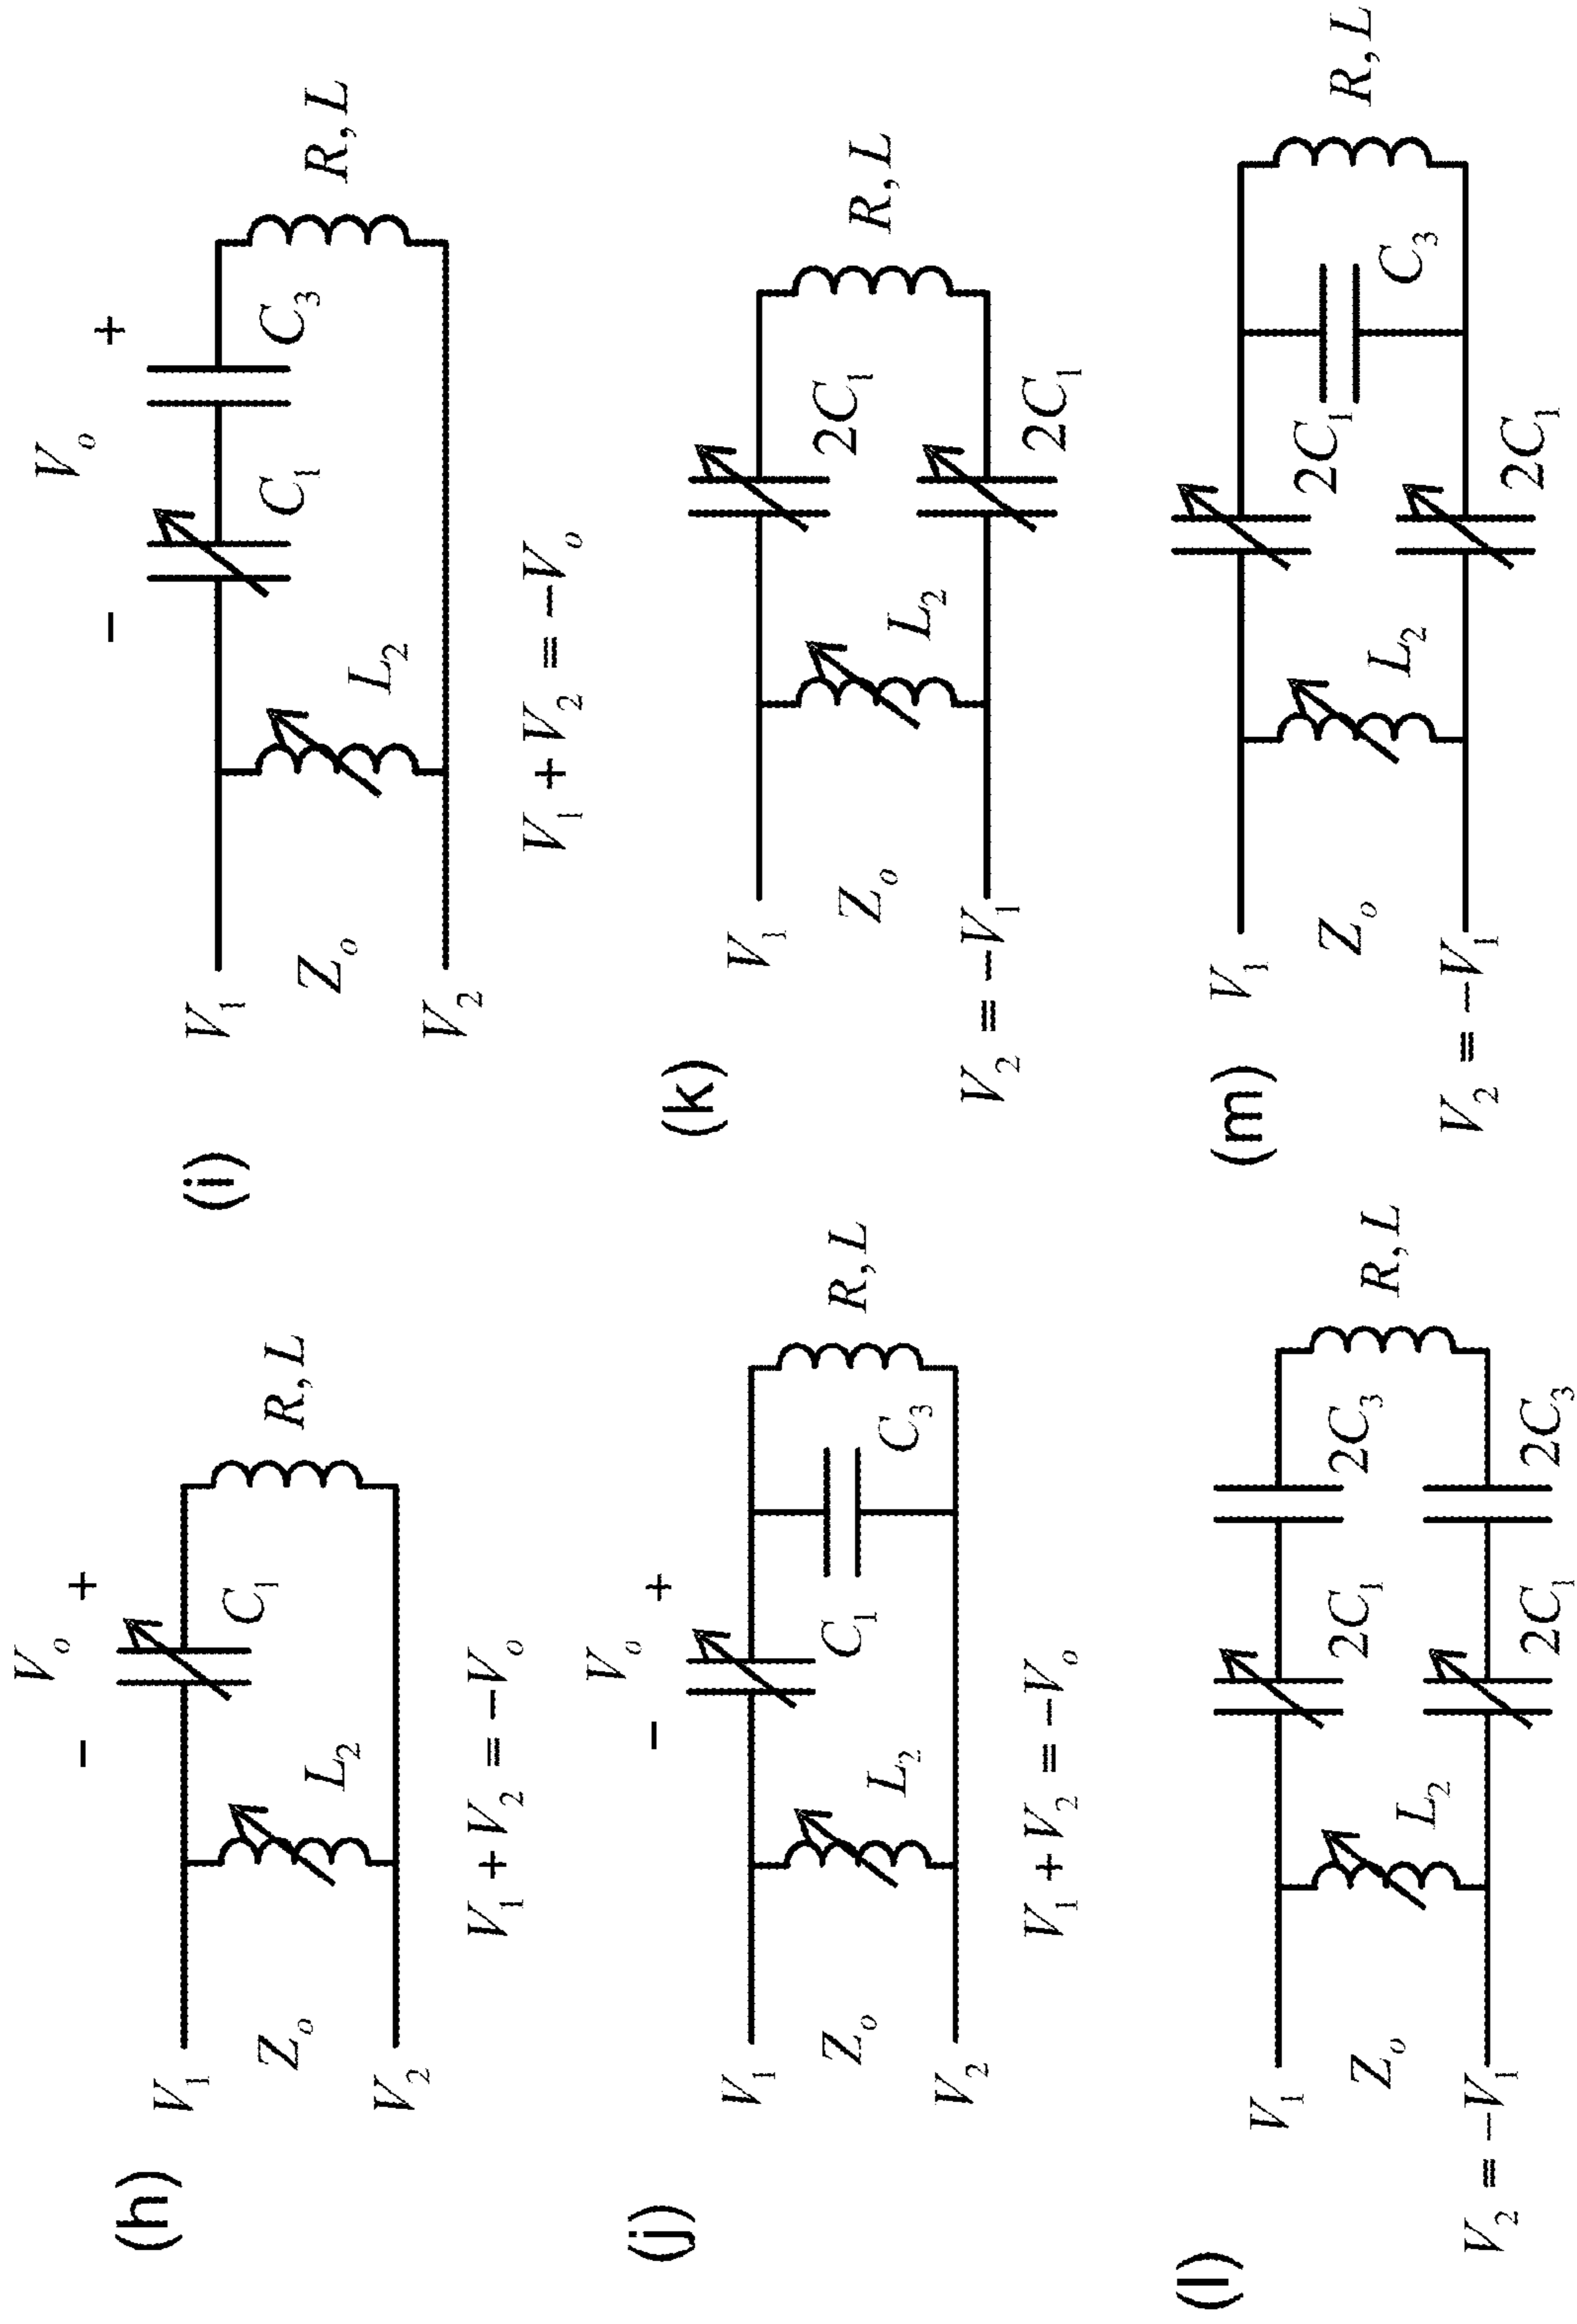 (h)
V₀
− +
C₁
L₂
R, L
V₁
Zₒ
V₂
V₁ + V₂ = −Vₒ
(i)
Vₒ
− +
C₁
C₃
L₂
R, L
V₁
Zₒ
V₂
V₁ + V₂ = −Vₒ
(j)
Vₒ
− +
C₁
C₃
L₂
R, L
V₁
Zₒ
V₂
V₁ + V₂ = −Vₒ
(k)
V₁
2C₁
L₂
R, L
Zₒ
2C₁
V₂ = −V₁
(l)
V₁
2C₁
2C₃
L₂
R, L
Zₒ
2C₁
2C₃
V₂ = −V₁
(m)
V₁
2C₁
C₃
L₂
R, L
Zₒ
2C₁
V₂ = −V₁